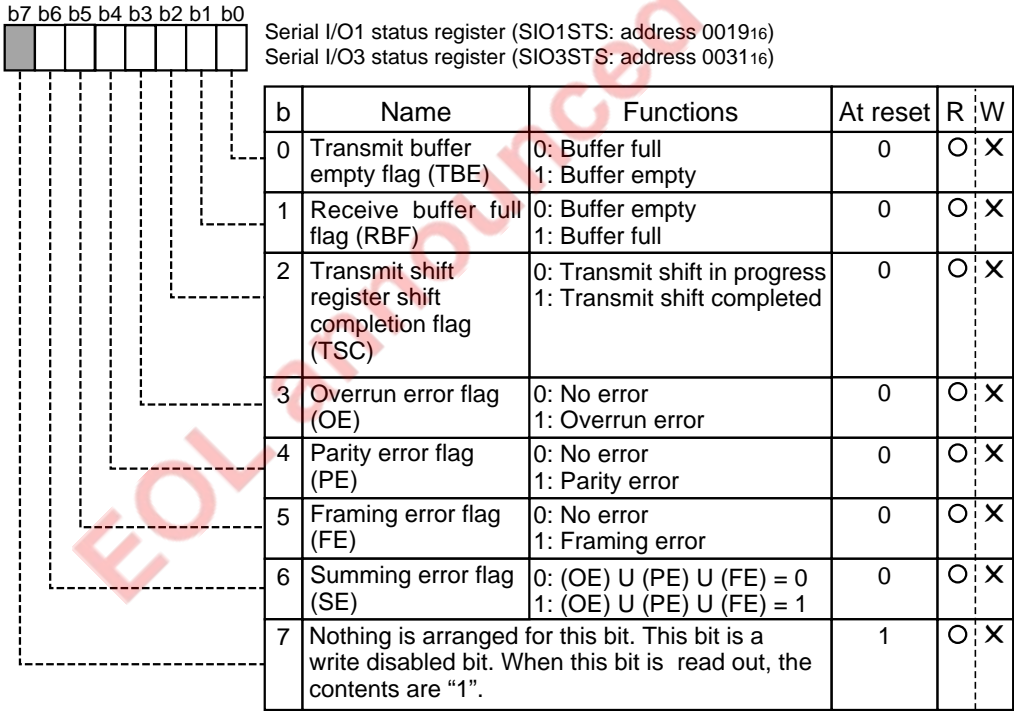 b7 b6 b5 b4 b3 b2 b1 b0
Serial I/O1 status register (SIO1STS: address 001916)
Serial I/O3 status register (SIO3STS: address 003116)
b Name Functions At reset R W
0 Transmit buffer 0: Buffer full 0 O X
empty flag (TBE) 1: Buffer empty
1 Receive buffer full 0: Buffer empty 0 O X
flag (RBF) 1: Buffer full
2 Transmit shift 0: Transmit shift in progress 0 O X
register shift 1: Transmit shift completed
completion flag
(TSC)
3 Overrun error flag 0: No error 0 O X
(OE) 1: Overrun error
4 Parity error flag 0: No error 0 O X
(PE) 1: Parity error
5 Framing error flag 0: No error 0 O X
(FE) 1: Framing error
6 Summing error flag 0: (OE) U (PE) U (FE) = 0 0 O X
(SE) 1: (OE) U (PE) U (FE) = 1
7 Nothing is arranged for this bit. This bit is a 1 O X
write disabled bit. When this bit is read out, the
contents are “1”.
EOL announced